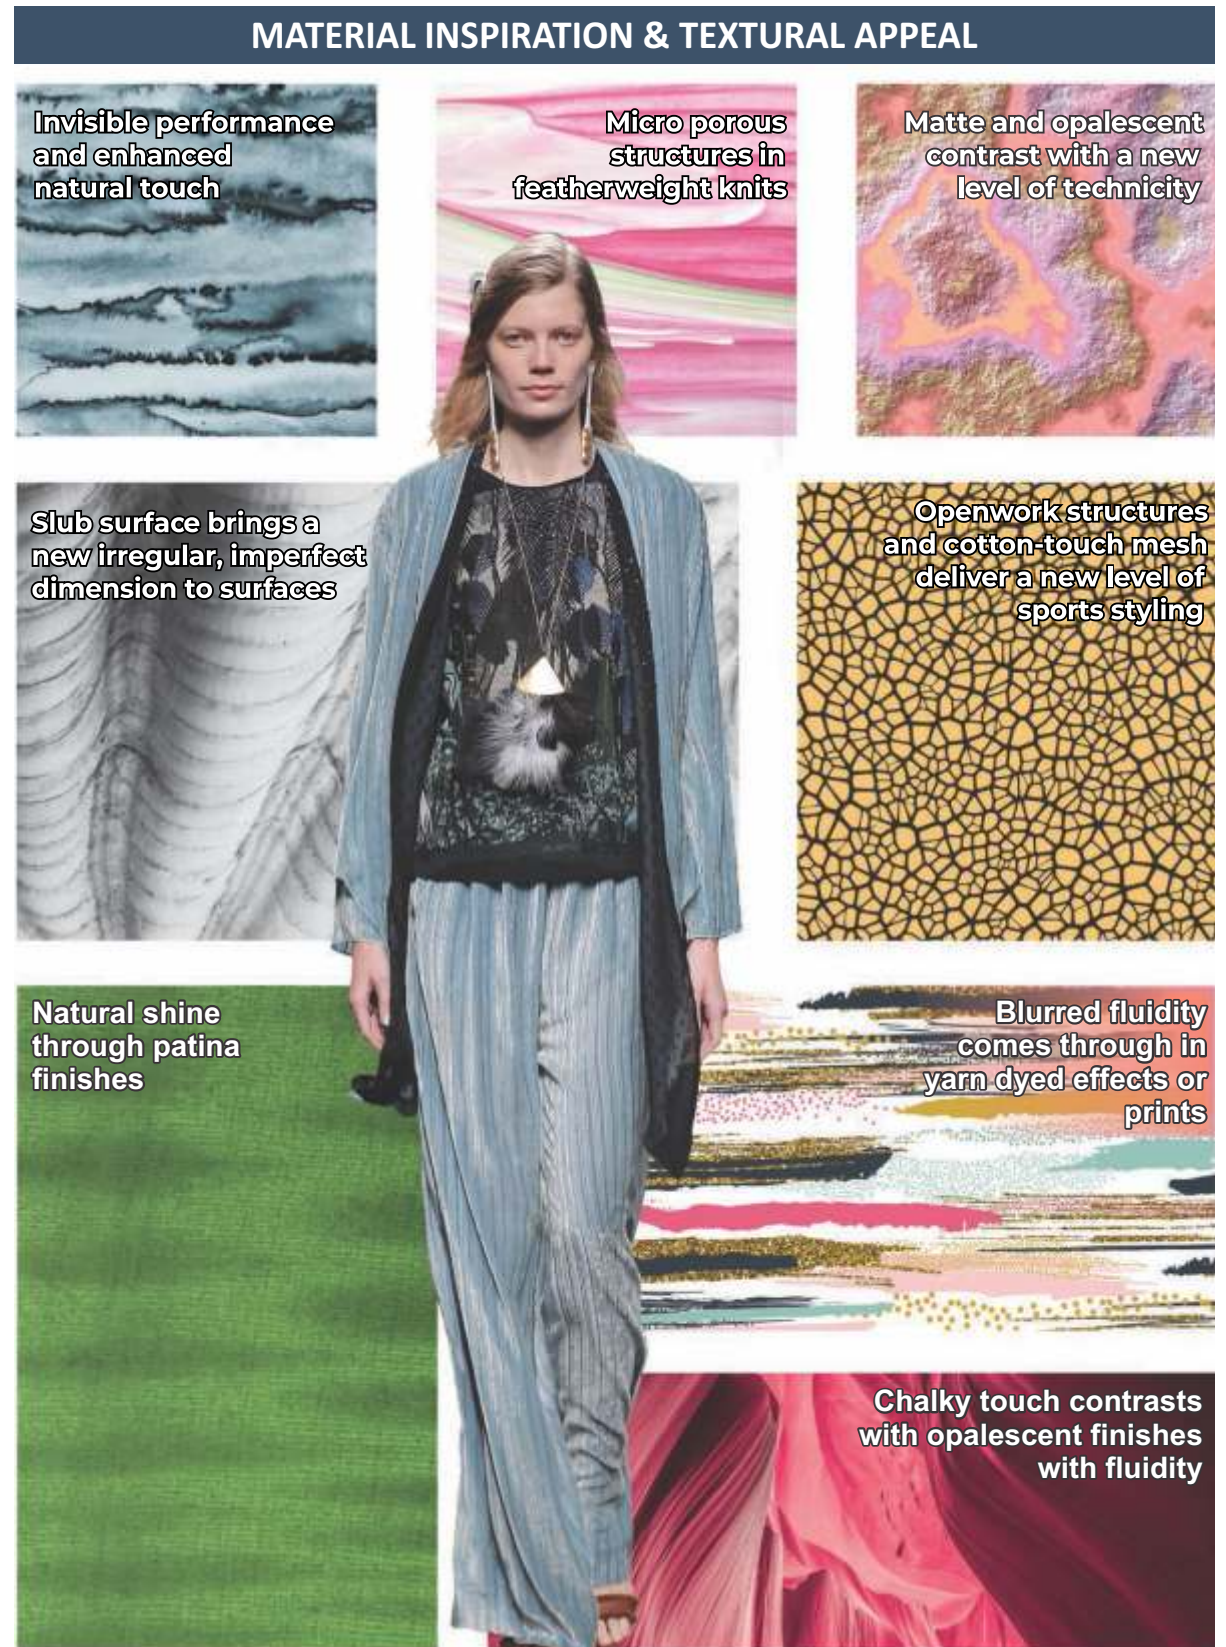 MATERIAL INSPIRATION & TEXTURAL APPEAL
Invisible performance
and enhanced
natural touch
Micro porous
structures in
featherweight knits
Matte and opalescent
contrast with a new
level of technicity
Slub surface brings a
new irregular, imperfect
dimension to surfaces
Openwork structures
and cotton-touch mesh
deliver a new level of
sports styling
Natural shine
through patina
finishes
Blurred fluidity
comes through in
yarn dyed effects or
prints
Chalky touch contrasts
with opalescent finishes
with fluidity